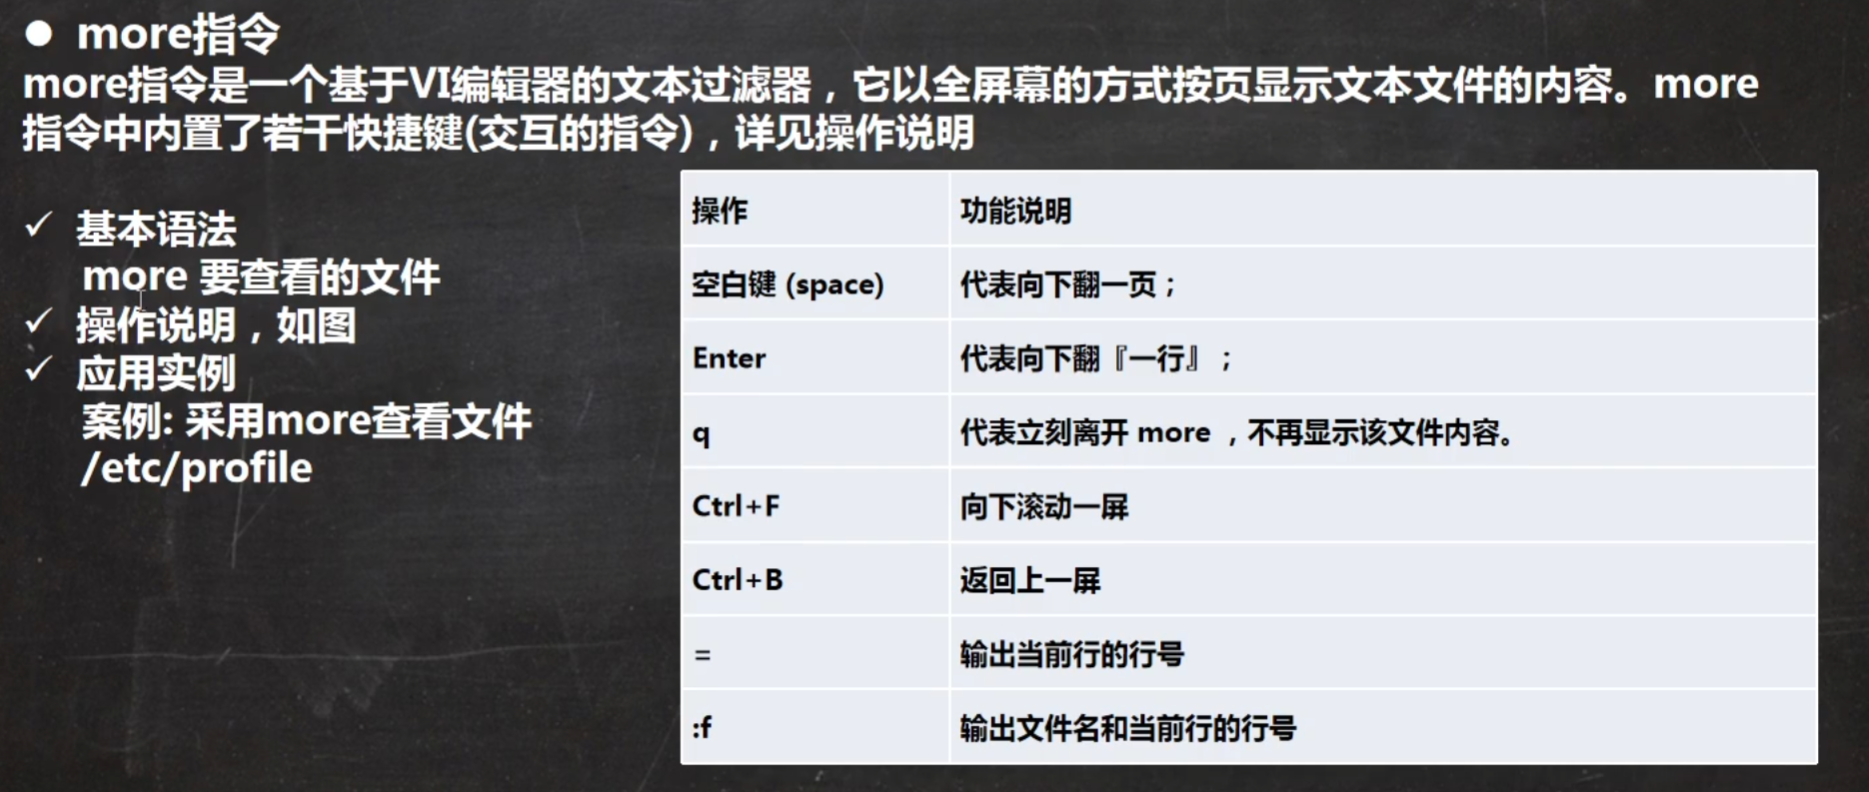 ● more指令
more指令是一个基于VI编辑器的文本过滤器，它以全屏幕的方式按页显示文本文件的内容。more
指令中内置了若干快捷键(交互的指令)，详见操作说明
✓ 基本语法
more 要查看的文件
✓ 操作说明，如图
✓ 应用实例
案例: 采用more查看文件
/etc/profile
操作 功能说明
空白键 (space) 代表向下翻一页；
Enter 代表向下翻『一行』；
q 代表立刻离开 more ，不再显示该文件内容。
Ctrl+F 向下滚动一屏
Ctrl+B 返回上一屏
= 输出当前行的行号
:f 输出文件名和当前行的行号